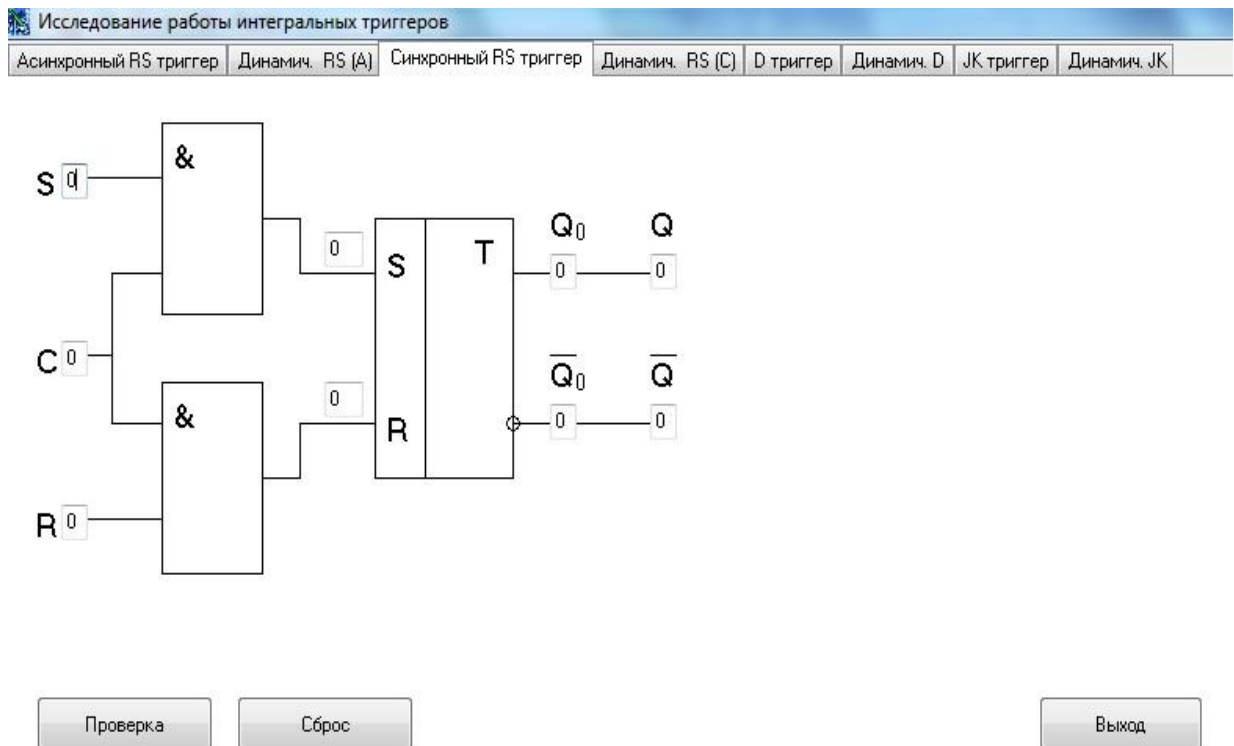 Исследование работы интегральных триггеров
Асинхронный RS триггер Динамич. RS (А) Синхронный RS триггер Динамич. RS (С) D триггер Динамич. D JK триггер Динамич. JK
&
S 0
Q0 Q
0 S T 0 0
C 0
Q̅0 Q̅
0
& R 0 0
R 0
Проверка Сброс Выход